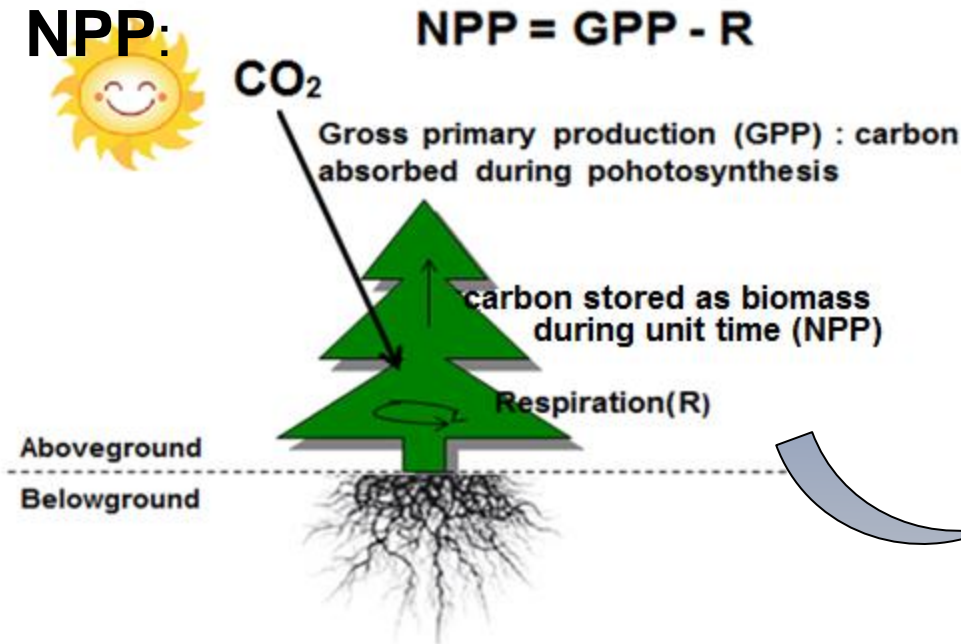 NPP:
NPP = GPP - R
CO₂
Gross primary production (GPP) : carbon
absorbed during pohotosynthesis
carbon stored as biomass
during unit time (NPP)
Respiration(R)
Aboveground
Belowground